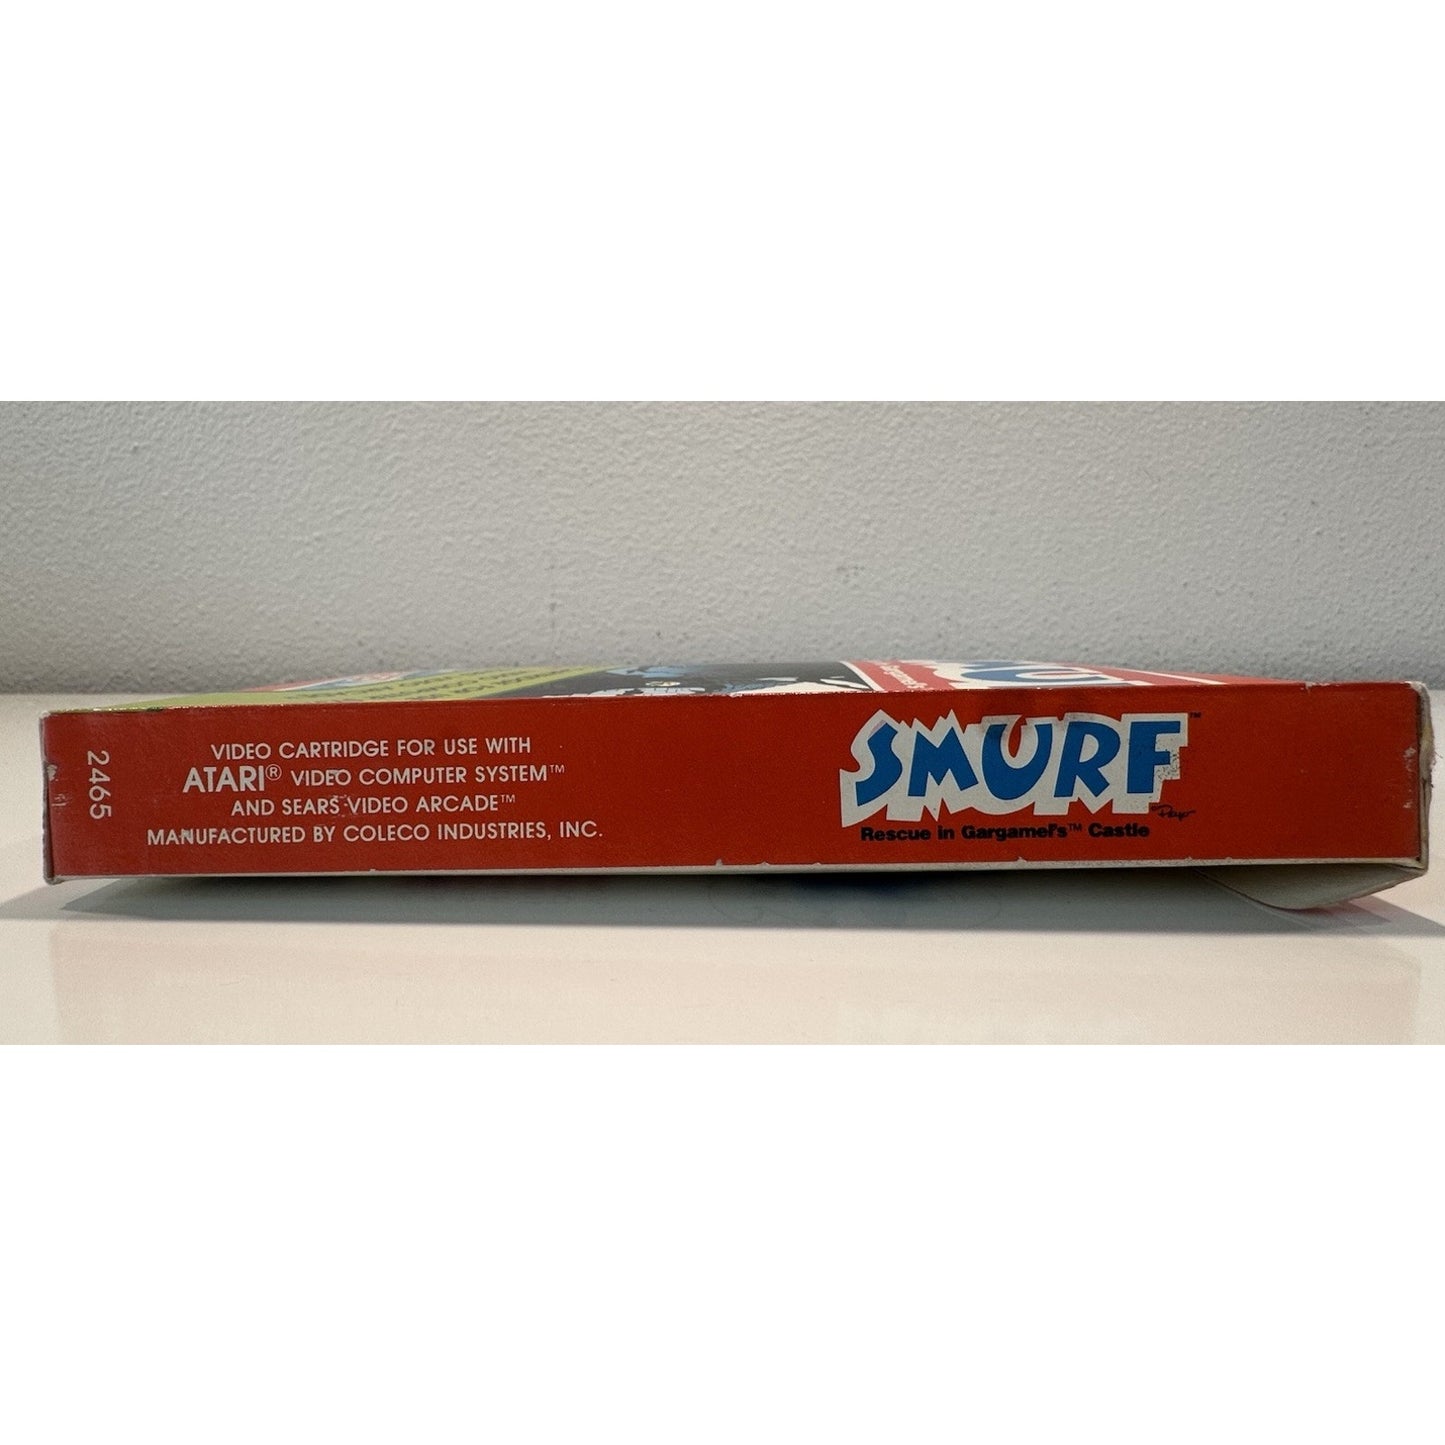 2465
VIDEO CARTRIDGE FOR USE WITH
ATARI® VIDEO COMPUTER SYSTEM™
AND SEARS VIDEO ARCADE™
MANUFACTURED BY COLECO INDUSTRIES, INC.
SMURF™
Rescue in Gargamel's™ Castle
Peyo